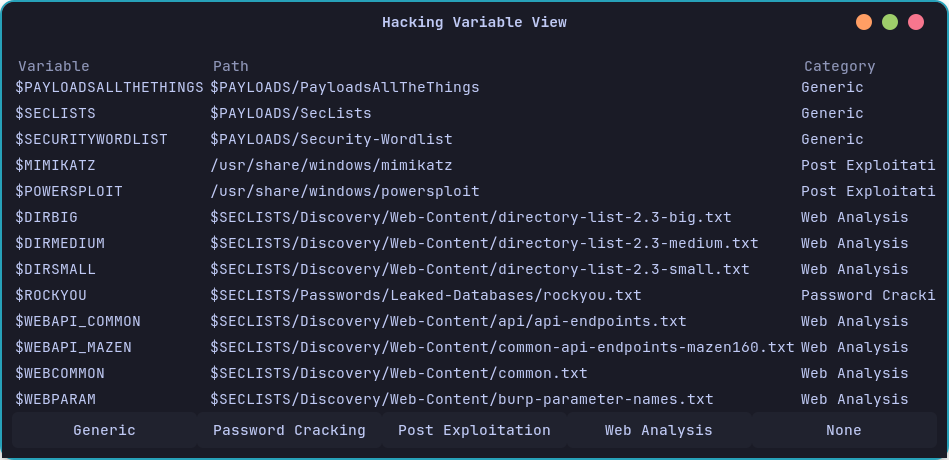 Hacking Variable View
Variable Path Category
$PAYLOADSALLTHETHINGS $PAYLOADS/PayloadsAllTheThings Generic
$SECLISTS $PAYLOADS/SecLists Generic
$SECURITYWORDLIST $PAYLOADS/Security-Wordlist Generic
$MIMIKATZ /usr/share/windows/mimikatz Post Exploitati
$POWERSPLOIT /usr/share/windows/powersploit Post Exploitati
$DIRBIG $SECLISTS/Discovery/Web-Content/directory-list-2.3-big.txt Web Analysis
$DIRMEDIUM $SECLISTS/Discovery/Web-Content/directory-list-2.3-medium.txt Web Analysis
$DIRSMALL $SECLISTS/Discovery/Web-Content/directory-list-2.3-small.txt Web Analysis
$ROCKYOU $SECLISTS/Passwords/Leaked-Databases/rockyou.txt Password Cracki
$WEBAPI_COMMON $SECLISTS/Discovery/Web-Content/api/api-endpoints.txt Web Analysis
$WEBAPI_MAZEN $SECLISTS/Discovery/Web-Content/common-api-endpoints-mazen160.txt Web Analysis
$WEBCOMMON $SECLISTS/Discovery/Web-Content/common.txt Web Analysis
$WEBPARAM $SECLISTS/Discovery/Web-Content/burp-parameter-names.txt Web Analysis
Generic Password Cracking Post Exploitation Web Analysis None